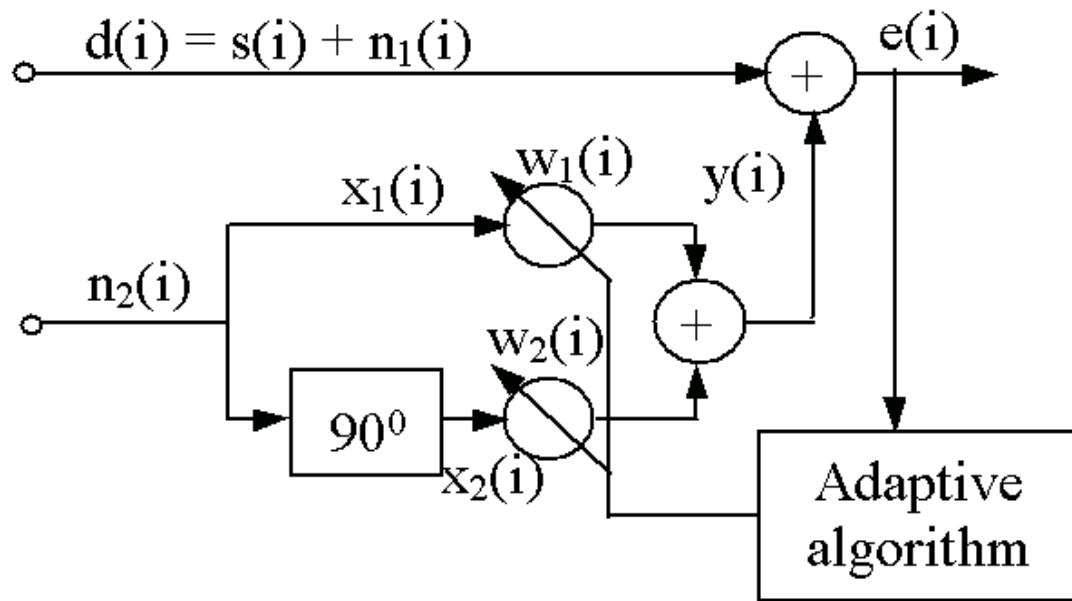 d(i) = s(i) + n₁(i)
e(i)
+
w₁(i)
x₁(i)
y(i)
n₂(i)
+
w₂(i)
90⁰
x₂(i)
Adaptive
algorithm